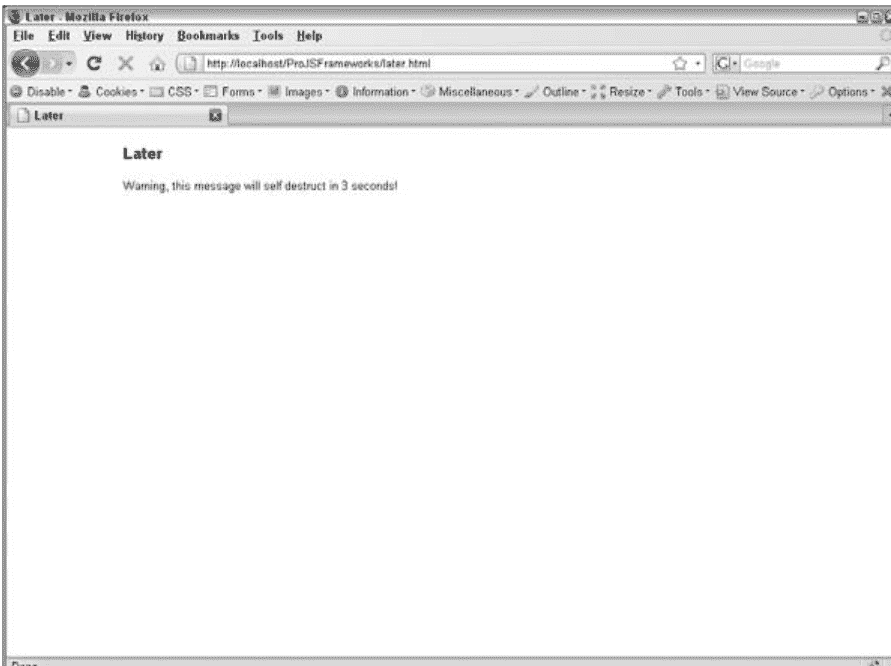 Later - Mozilla Firefox
File Edit View History Bookmarks Tools Help
http://localhost/ProJSFrameworks/later.html
G Google
Disable Cookies CSS Forms Images Information Miscellaneous Outline Resize Tools View Source Options
Later
Later
Warning, this message will self destruct in 3 seconds!